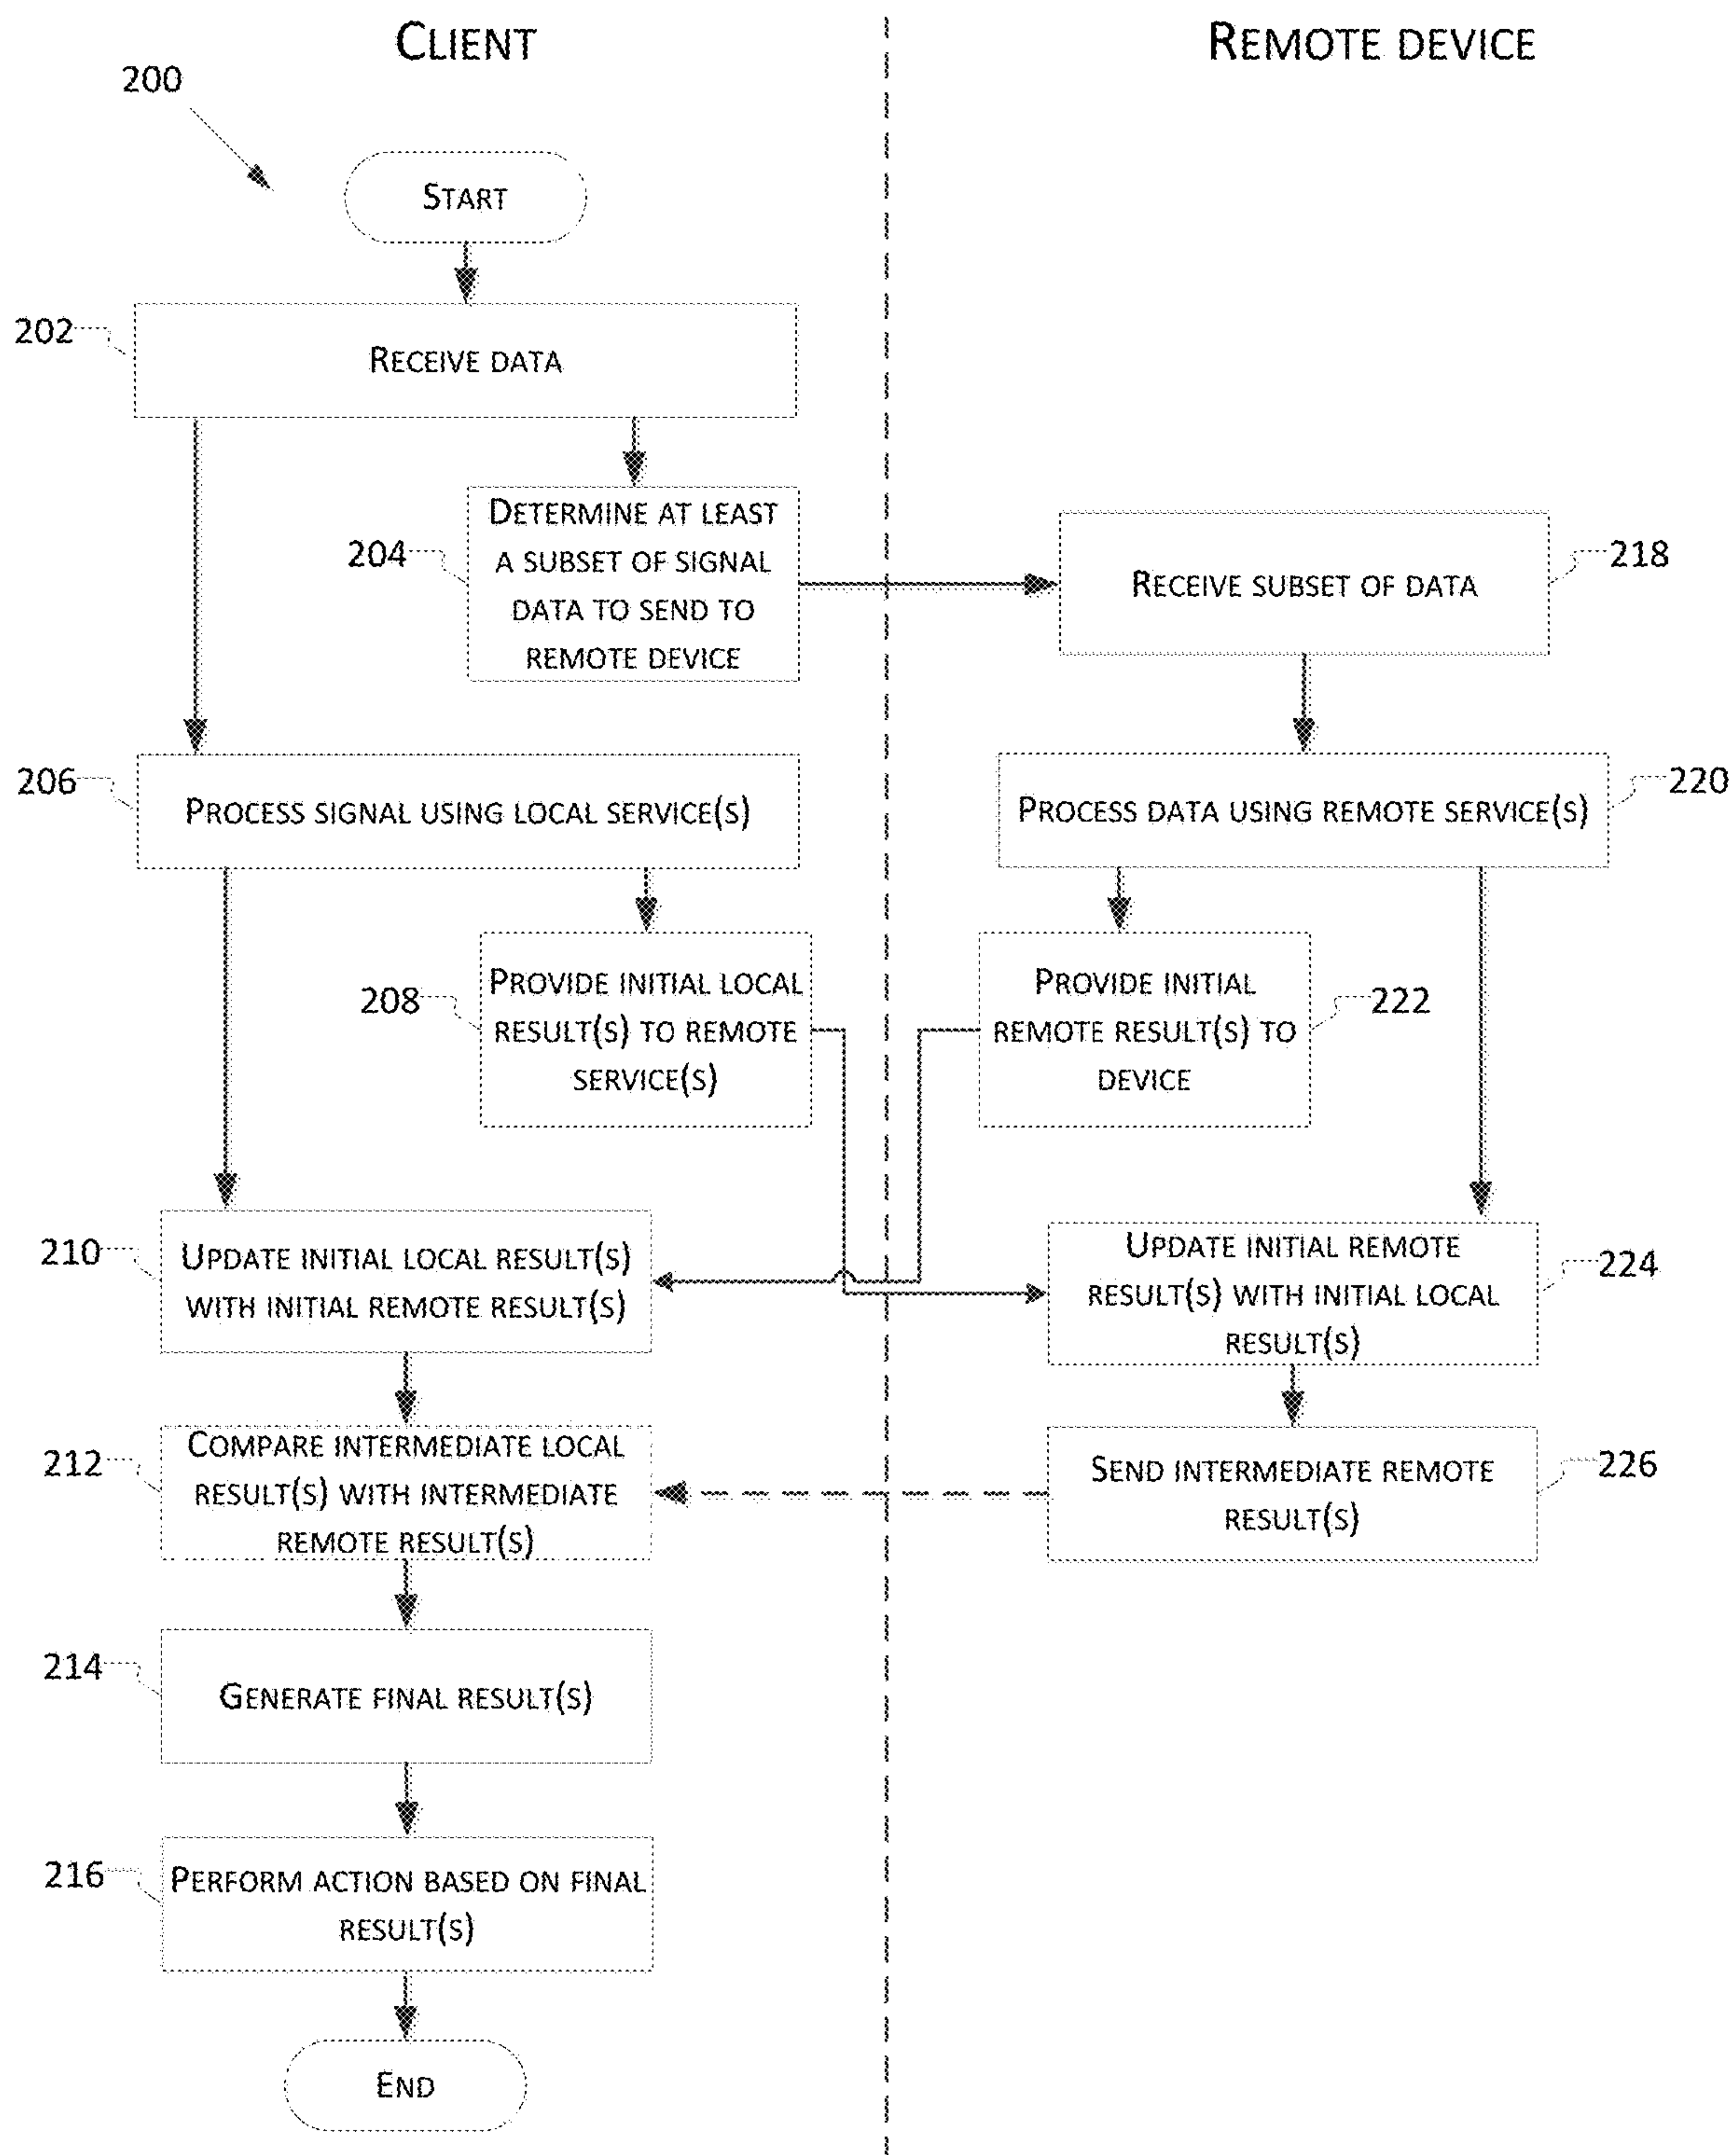 CLIENT
REMOTE DEVICE
200
START
202
RECEIVE DATA
204
DETERMINE AT LEAST
A SUBSET OF SIGNAL
DATA TO SEND TO
REMOTE DEVICE
RECEIVE SUBSET OF DATA
218
206
PROCESS SIGNAL USING LOCAL SERVICE(S)
PROCESS DATA USING REMOTE SERVICE(S)
220
208
PROVIDE INITIAL LOCAL
RESULT(S) TO REMOTE
SERVICE(S)
PROVIDE INITIAL
REMOTE RESULT(S) TO
DEVICE
222
210
UPDATE INITIAL LOCAL RESULT(S)
WITH INITIAL REMOTE RESULT(S)
UPDATE INITIAL REMOTE
RESULT(S) WITH INITIAL LOCAL
RESULT(S)
224
212
COMPARE INTERMEDIATE LOCAL
RESULT(S) WITH INTERMEDIATE
REMOTE RESULT(S)
SEND INTERMEDIATE REMOTE
RESULT(S)
226
214
GENERATE FINAL RESULT(S)
216
PERFORM ACTION BASED ON FINAL
RESULT(S)
END